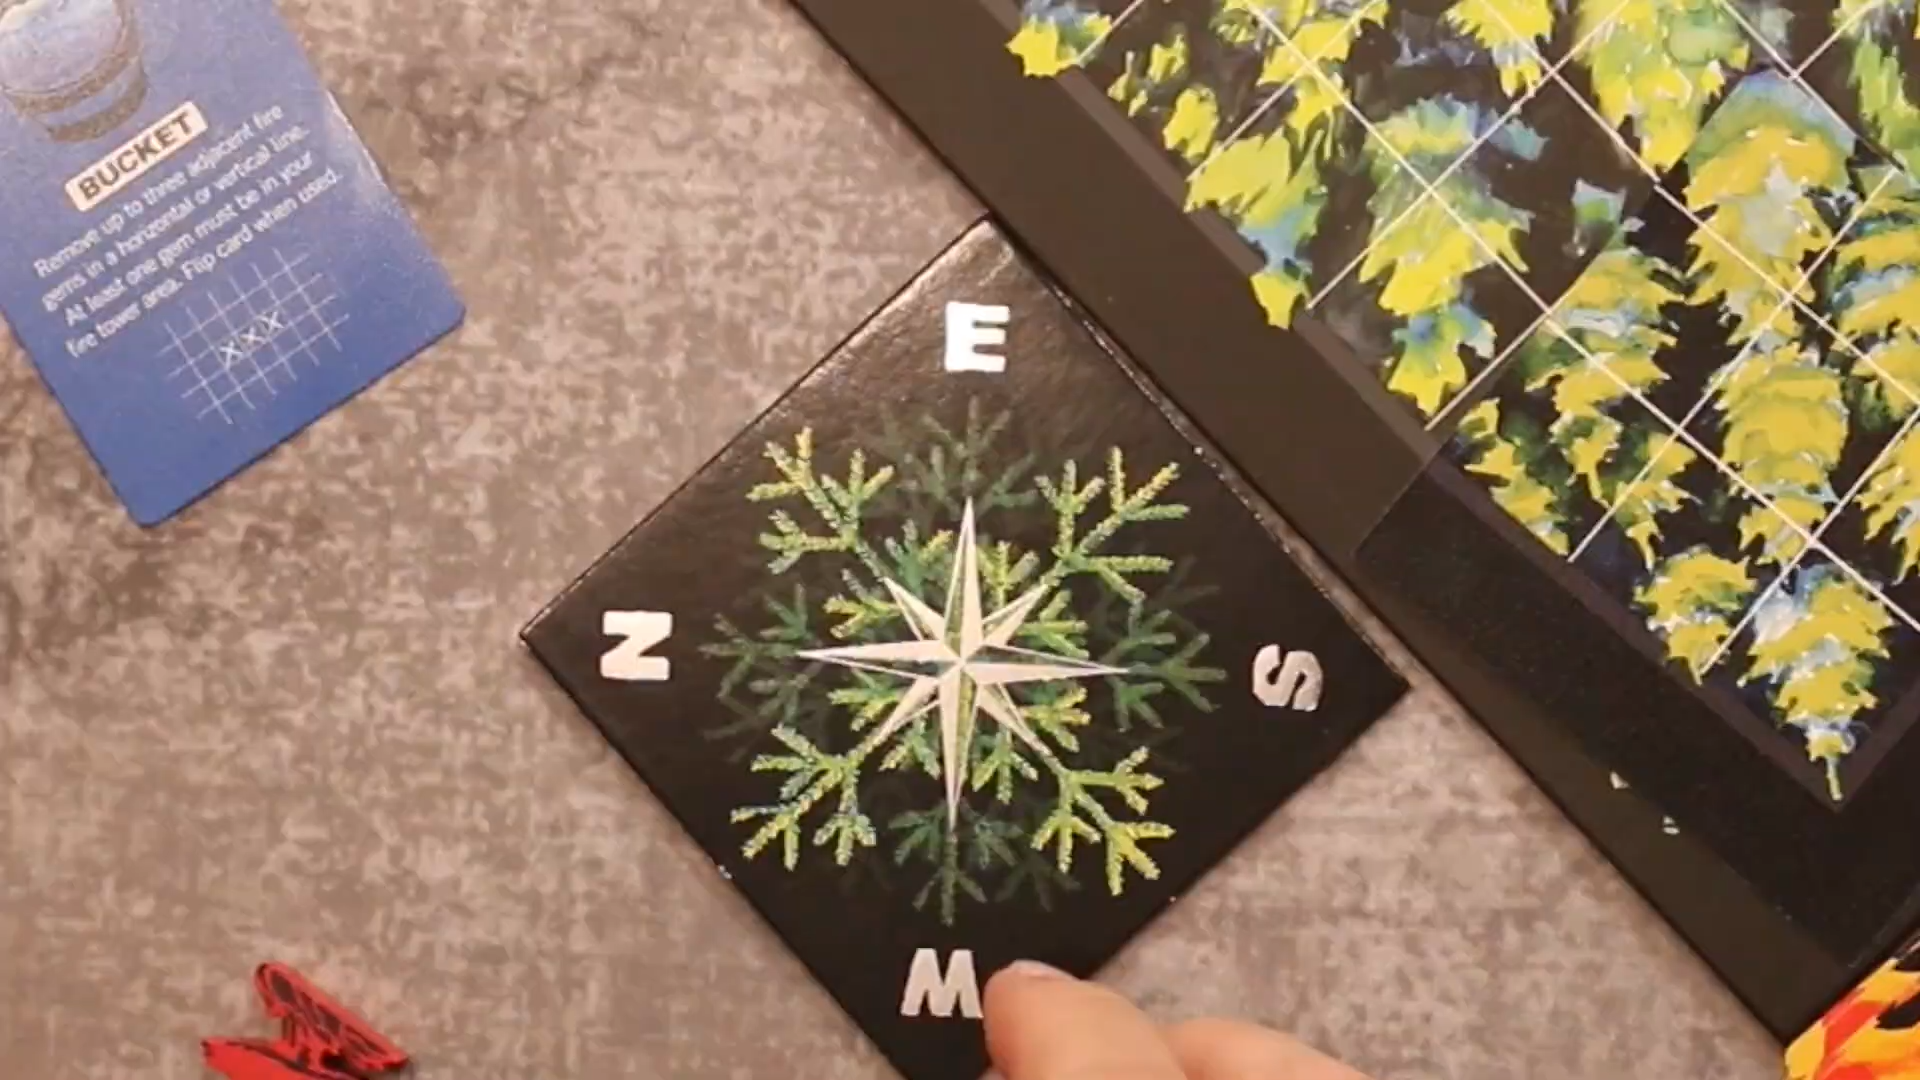 BUCKET
Remove up to three adjacent fire
gems in a horizontal or vertical line.
At least one gem must be in your
fire tower area. Flip card when used.
X X X
E
N
S
W